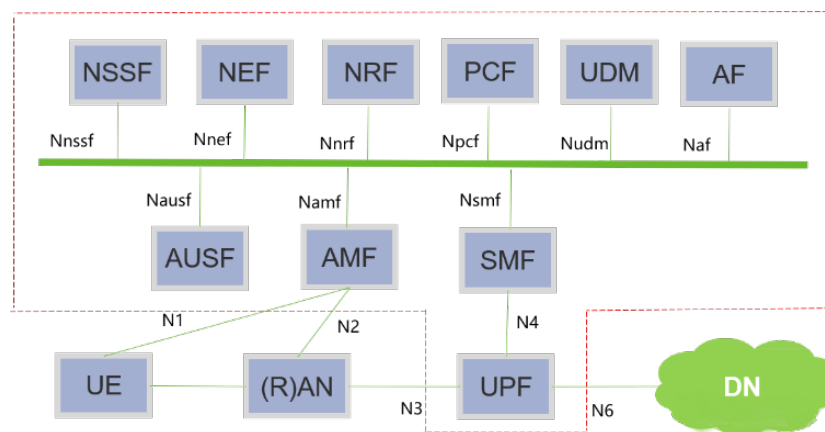 NSSF NEF NRF PCF UDM AF
Nnssf Nnef Nnrf Npcf Nudm Naf
Nausf Namf Nsmf
AUSF AMF SMF
N1 N2 N4
UE (R)AN UPF DN
N3 N6